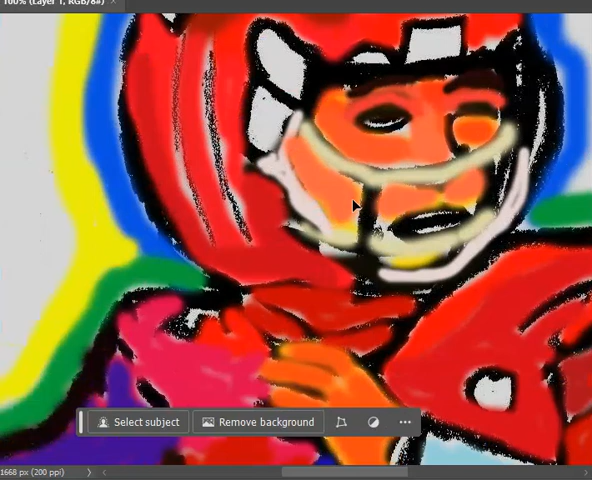 100% (Layer 1, RGB/8#) ×
Select subject
Remove background
1668 px (200 ppi)